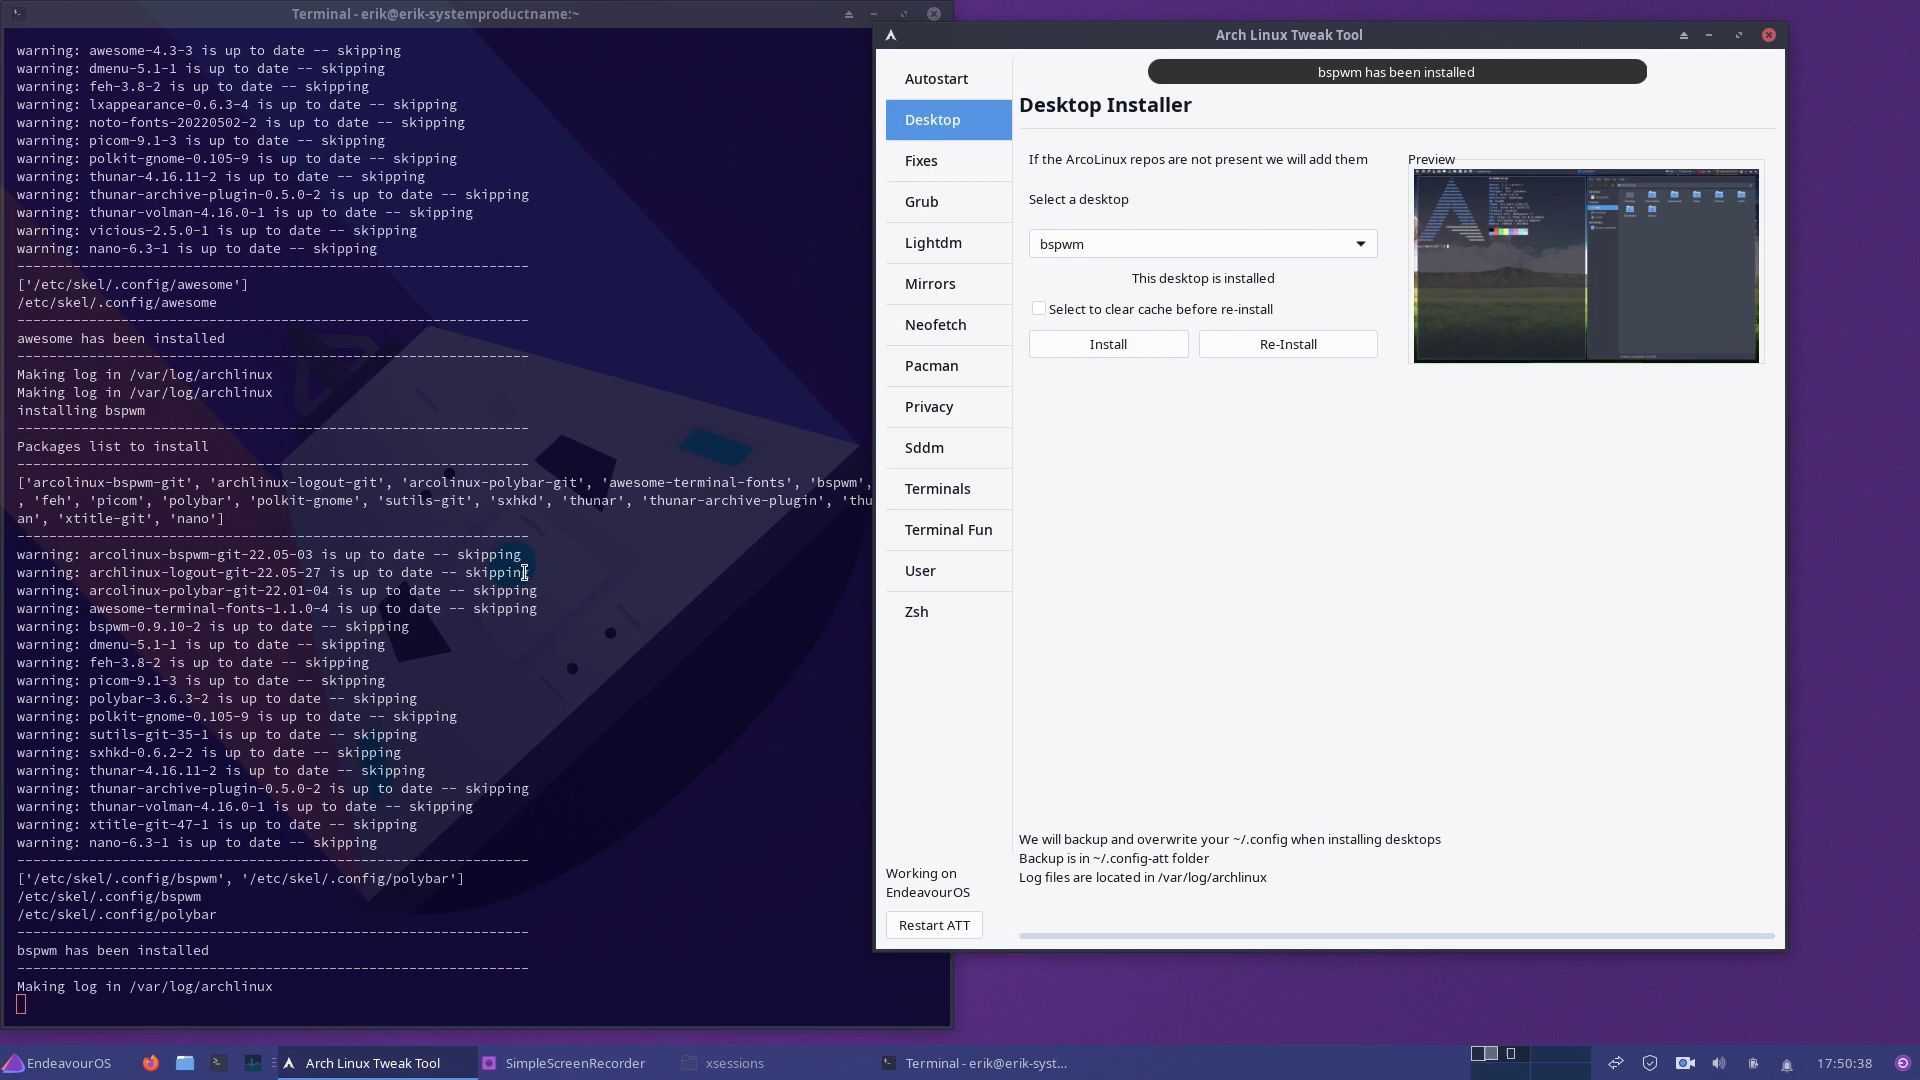 Terminal - erik@erik-systemproductname:~
warning: awesome-4.3-3 is up to date -- skipping
warning: dmenu-5.1-1 is up to date -- skipping
warning: feh-3.8-2 is up to date -- skipping
warning: lxappearance-0.6.3-4 is up to date -- skipping
warning: noto-fonts-20220502-2 is up to date -- skipping
warning: picom-9.1-3 is up to date -- skipping
warning: polkit-gnome-0.105-9 is up to date -- skipping
warning: thunar-4.16.11-2 is up to date -- skipping
warning: thunar-archive-plugin-0.5.0-2 is up to date -- skipping
warning: thunar-volman-4.16.0-1 is up to date -- skipping
warning: vicious-2.5.0-1 is up to date -- skipping
warning: nano-6.3-1 is up to date -- skipping
----------------------------------------------------------------
['/etc/skel/.config/awesome']
/etc/skel/.config/awesome
----------------------------------------------------------------
awesome has been installed
----------------------------------------------------------------
Making log in /var/log/archlinux
Making log in /var/log/archlinux
installing bspwm
----------------------------------------------------------------
Packages list to install
----------------------------------------------------------------
['arcolinux-bspwm-git', 'archlinux-logout-git', 'arcolinux-polybar-git', 'awesome-terminal-fonts', 'bspwm',
, 'feh', 'picom', 'polybar', 'polkit-gnome', 'sutils-git', 'sxhkd', 'thunar', 'thunar-archive-plugin', 'thu
an', 'xtitle-git', 'nano']
----------------------------------------------------------------
warning: arcolinux-bspwm-git-22.05-03 is up to date -- skipping
warning: archlinux-logout-git-22.05-27 is up to date -- skipping
warning: arcolinux-polybar-git-22.01-04 is up to date -- skipping
warning: awesome-terminal-fonts-1.1.0-4 is up to date -- skipping
warning: bspwm-0.9.10-2 is up to date -- skipping
warning: dmenu-5.1-1 is up to date -- skipping
warning: feh-3.8-2 is up to date -- skipping
warning: picom-9.1-3 is up to date -- skipping
warning: polybar-3.6.3-2 is up to date -- skipping
warning: polkit-gnome-0.105-9 is up to date -- skipping
warning: sutils-git-35-1 is up to date -- skipping
warning: sxhkd-0.6.2-2 is up to date -- skipping
warning: thunar-4.16.11-2 is up to date -- skipping
warning: thunar-archive-plugin-0.5.0-2 is up to date -- skipping
warning: thunar-volman-4.16.0-1 is up to date -- skipping
warning: xtitle-git-47-1 is up to date -- skipping
warning: nano-6.3-1 is up to date -- skipping
----------------------------------------------------------------
['/etc/skel/.config/bspwm', '/etc/skel/.config/polybar']
/etc/skel/.config/bspwm
/etc/skel/.config/polybar
----------------------------------------------------------------
bspwm has been installed
----------------------------------------------------------------
Making log in /var/log/archlinux
Arch Linux Tweak Tool
Autostart
Desktop
Fixes
Grub
Lightdm
Mirrors
Neofetch
Pacman
Privacy
Sddm
Terminals
Terminal Fun
User
Zsh
Working on
EndeavourOS
Restart ATT
bspwm has been installed
Desktop Installer
If the ArcoLinux repos are not present we will add them
Select a desktop
bspwm
This desktop is installed
Select to clear cache before re-install
Install
Re-Install
Preview
We will backup and overwrite your ~/.config when installing desktops
Backup is in ~/.config-att folder
Log files are located in /var/log/archlinux
EndeavourOS
Arch Linux Tweak Tool
SimpleScreenRecorder
xsessions
Terminal - erik@erik-syst...
17:50:38